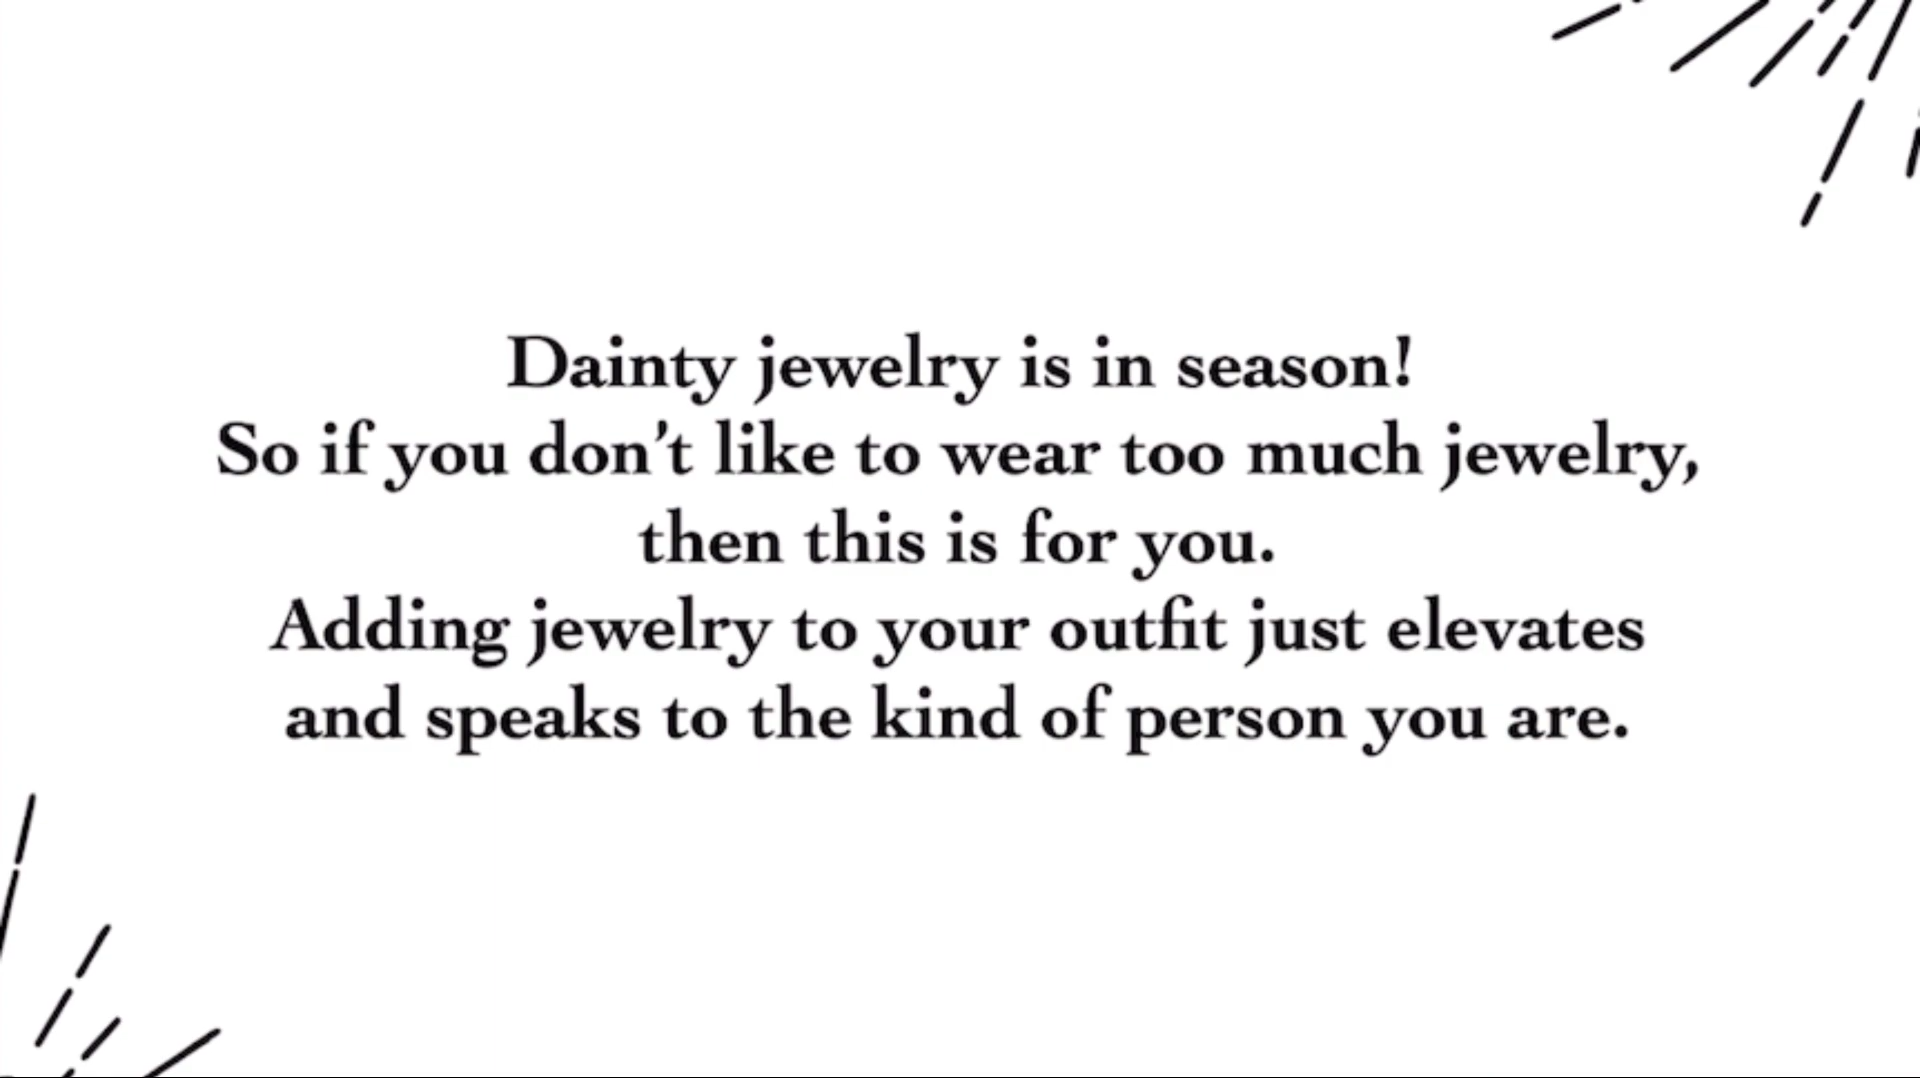 Dainty jewelry is in season!
So if you don’t like to wear too much jewelry,
then this is for you.
Adding jewelry to your outfit just elevates
and speaks to the kind of person you are.